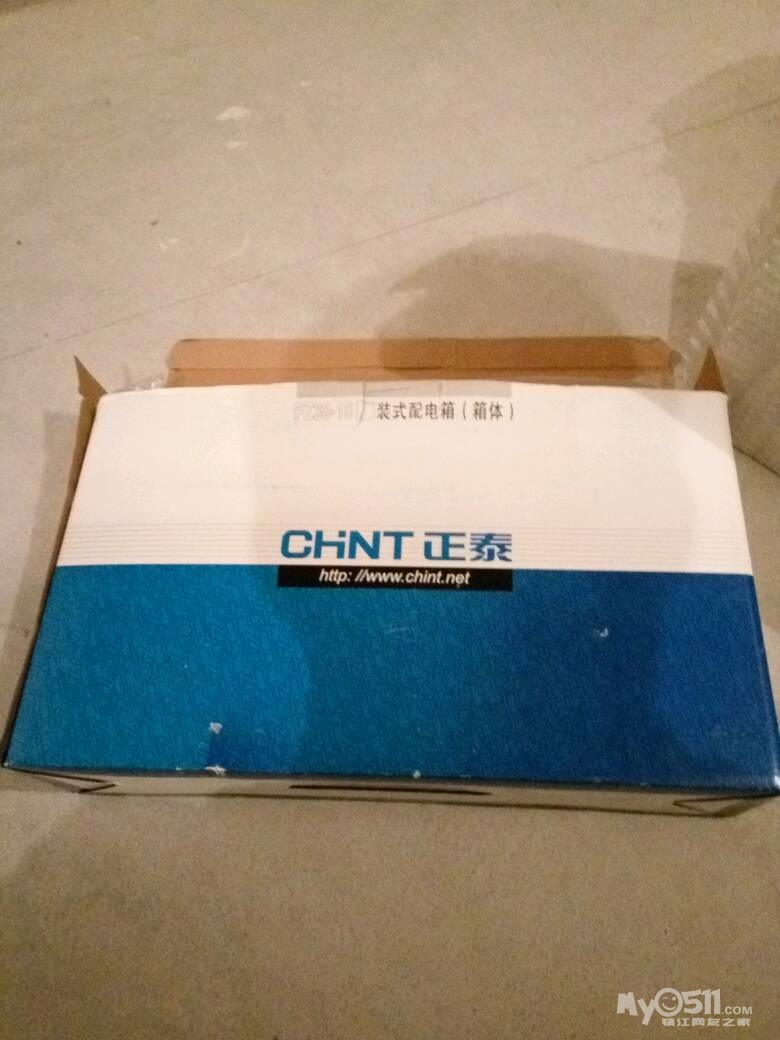 装式配电箱(箱体)
CHiNT 正泰
http: //www.chint.net
My0511.COM
镇江网友之家